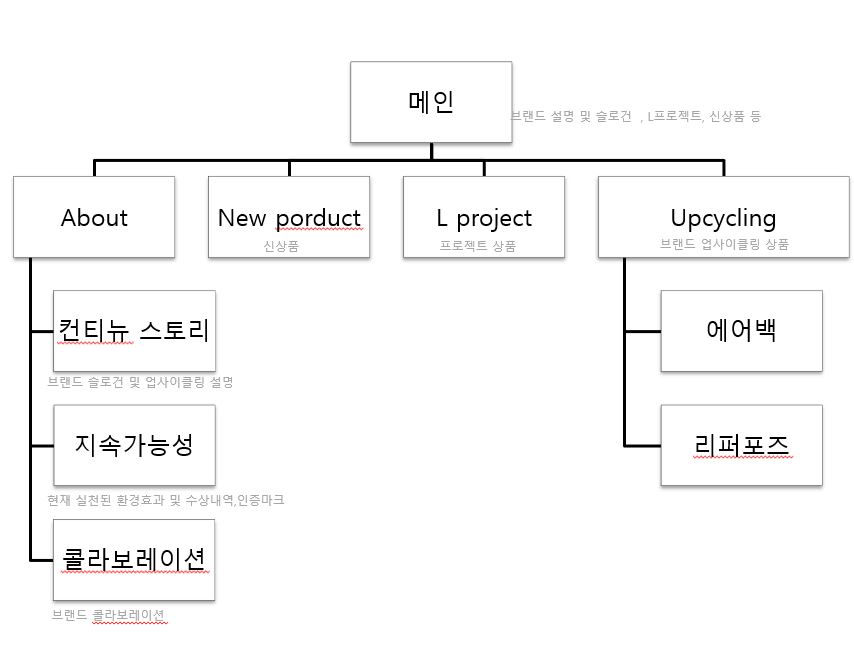 메인
브랜드 설명 및 슬로건 , L프로젝트, 신상품 등
About
New porduct
신상품
L project
프로젝트 상품
Upcycling
브랜드 업사이클링 상품
컨티뉴 스토리
브랜드 슬로건 및 업사이클링 설명
지속가능성
현재 실천된 환경효과 및 수상내역,인증마크
콜라보레이션
브랜드 콜라보레이션
에어백
리퍼포즈